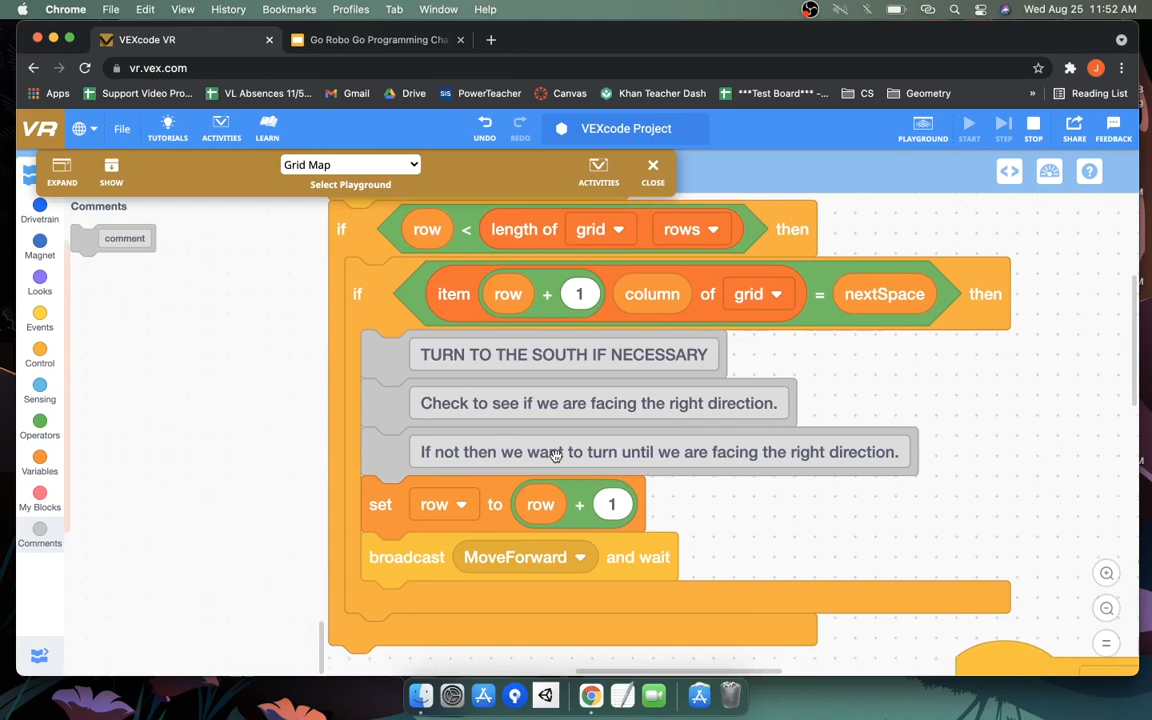 Chrome File Edit View History Bookmarks Profiles Tab Window Help Wed Aug 25 11:52 AM
VEXcode VR Go Robo Go Programming Cha
vr.vex.com J
Apps Support Video Pro... VL Absences 11/5... Gmail Drive SIS PowerTeacher Canvas Khan Teacher Dash ***Test Board*** -... CS Geometry » Reading List
VR File TUTORIALS ACTIVITIES LEARN UNDO REDO VEXcode Project PLAYGROUND START STEP STOP SHARE FEEDBACK
EXPAND SHOW Grid Map Select Playground ACTIVITIES CLOSE
Comments
comment
Drivetrain
Magnet
Looks
Events
Control
Sensing
Operators
Variables
My Blocks
Comments
if row < length of grid rows then
if item row + 1 column of grid = nextSpace then
TURN TO THE SOUTH IF NECESSARY
Check to see if we are facing the right direction.
If not then we want to turn until we are facing the right direction.
set row to row + 1
broadcast MoveForward and wait